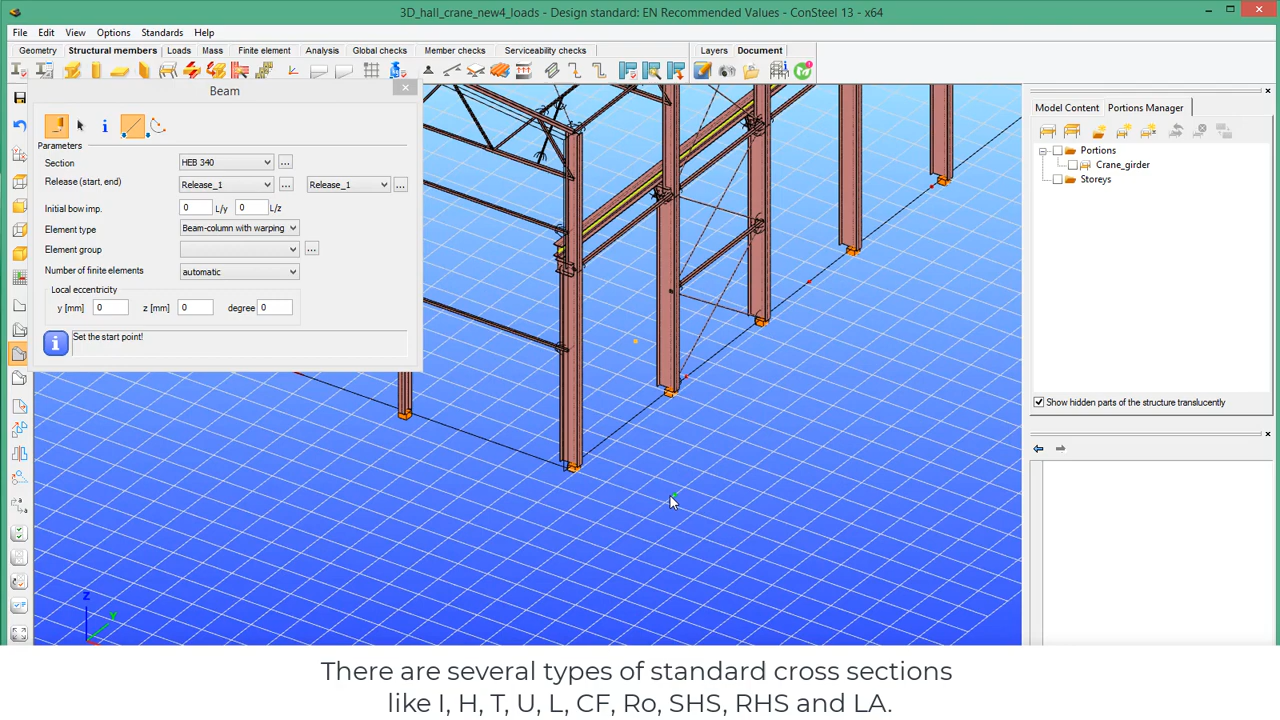 3D_hall_crane_new4_loads - Design standard: EN Recommended Values - ConSteel 13 - x64
File Edit View Options Standards Help
Geometry Structural members Loads Mass Finite element Analysis Global checks Member checks Serviceability checks Layers Document
Beam
Parameters
Section HEB 340 ...
Release (start, end) Release_1 ... Release_1 ...
Initial bow imp. 0 L/y 0 L/z
Element type Beam-column with warping
Element group ...
Number of finite elements automatic
Local eccentricity
y [mm] 0 z [mm] 0 degree 0
Set the start point!
Model Content Portions Manager
Portions
Crane_girder
Storeys
Show hidden parts of the structure translucently
Z
Y
There are several types of standard cross sections
like I, H, T, U, L, CF, Ro, SHS, RHS and LA.